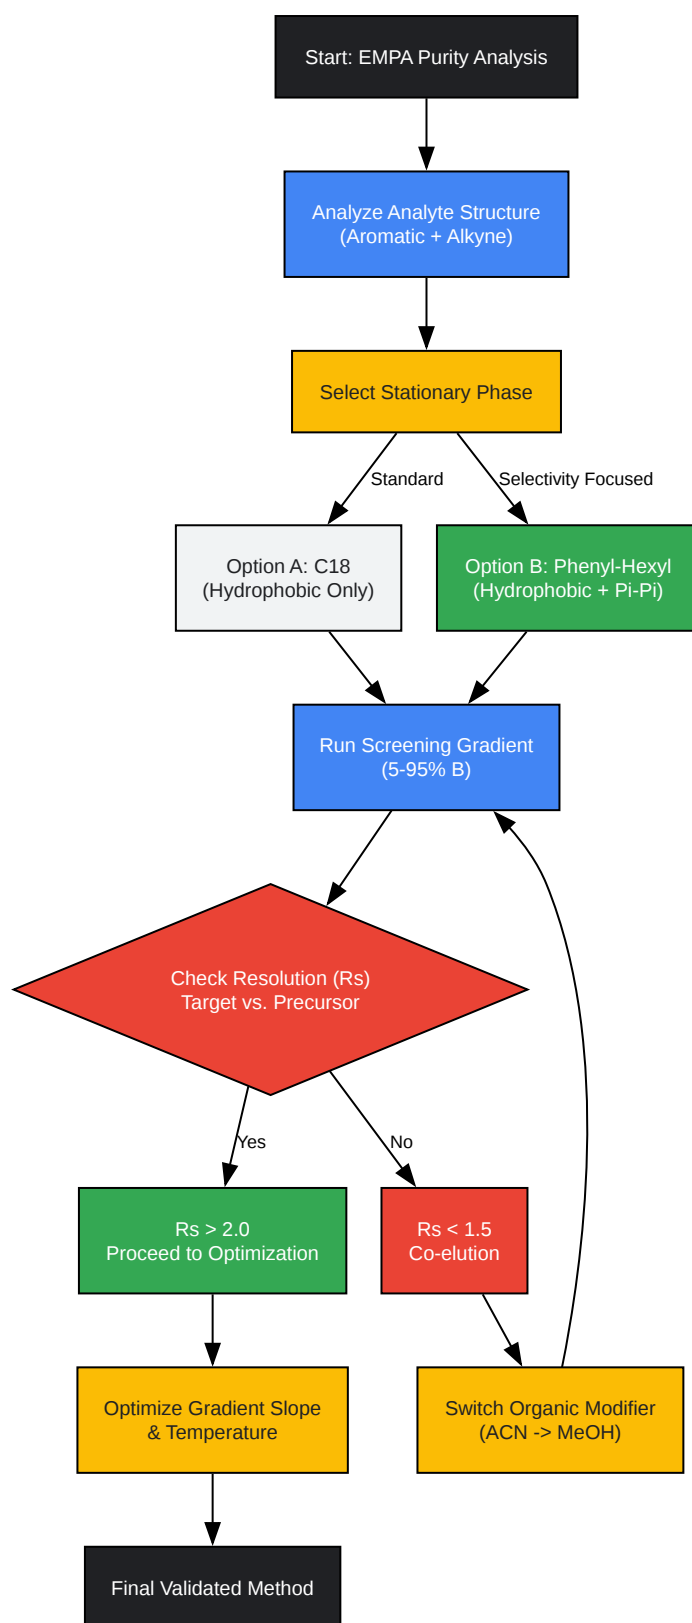 Start: EMPA Purity Analysis
Analyze Analyte Structure
(Aromatic + Alkyne)
Select Stationary Phase
Standard
Selectivity Focused
Option A: C18
(Hydrophobic Only)
Option B: Phenyl-Hexyl
(Hydrophobic + Pi-Pi)
Run Screening Gradient
(5-95% B)
Check Resolution (Rs)
Target vs. Precursor
Yes
No
Rs > 2.0
Proceed to Optimization
Rs < 1.5
Co-elution
Optimize Gradient Slope
& Temperature
Switch Organic Modifier
(ACN -> MeOH)
Final Validated Method